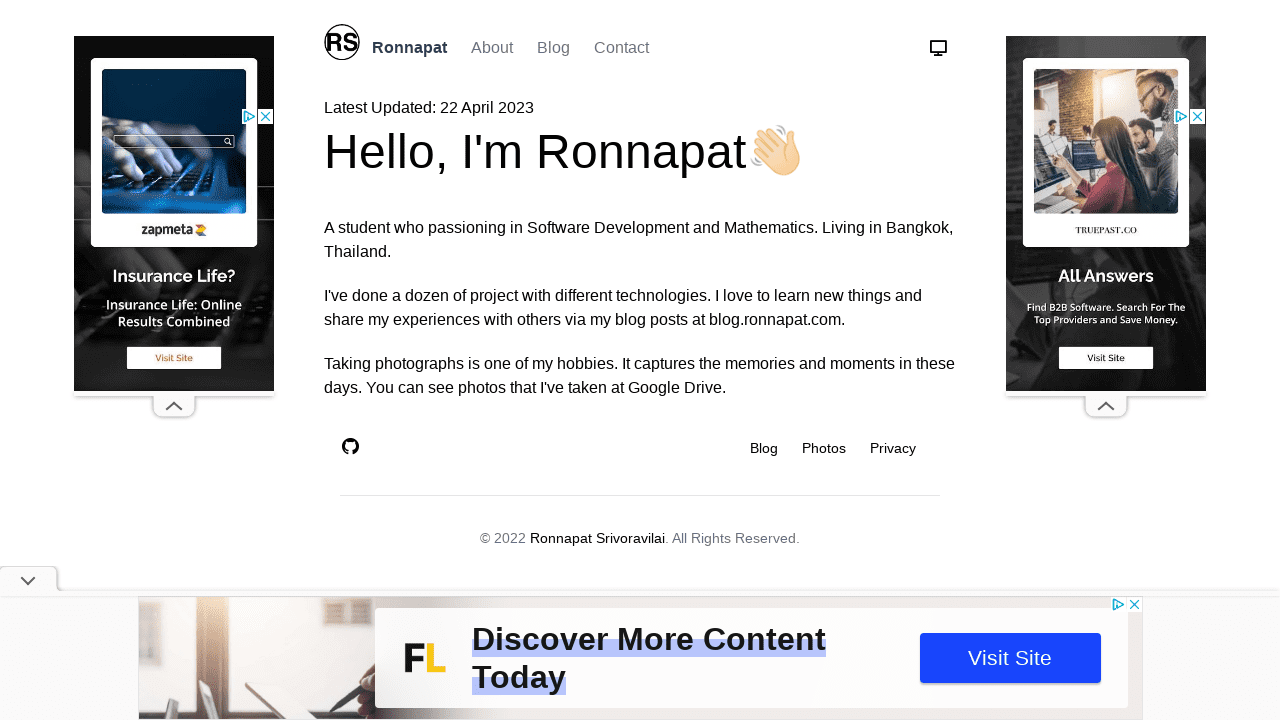 RS Ronnapat About Blog Contact
Latest Updated: 22 April 2023
Hello, I'm Ronnapat👋
A student who passioning in Software Development and Mathematics. Living in Bangkok,
Thailand.
I've done a dozen of project with different technologies. I love to learn new things and
share my experiences with others via my blog posts at blog.ronnapat.com.
Taking photographs is one of my hobbies. It captures the memories and moments in these
days. You can see photos that I've taken at Google Drive.
Blog Photos Privacy
© 2022 Ronnapat Srivoravilai. All Rights Reserved.
zapmeta
Insurance Life?
Insurance Life: Online
Results Combined
Visit Site
TRUEPAST.CO
All Answers
Find B2B Software. Search For The
Top Providers and Save Money.
Visit Site
FL
Discover More Content
Today
Visit Site